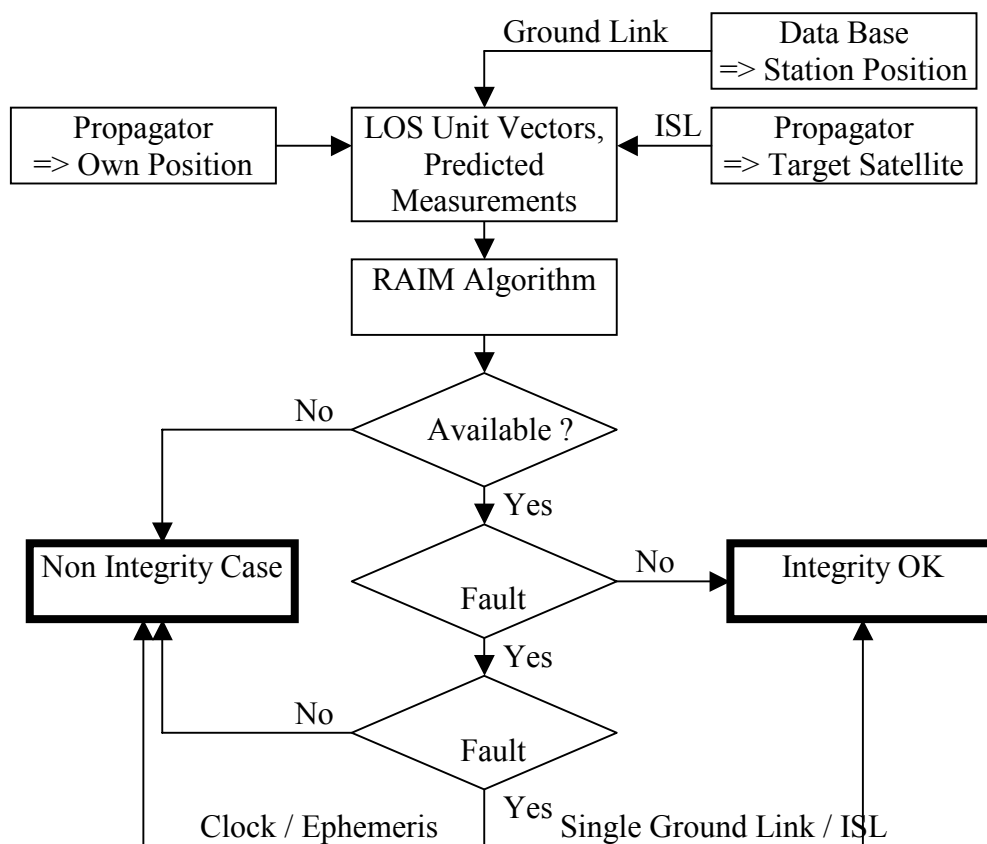 Ground Link
Data Base
=> Station Position
Propagator
=> Own Position
LOS Unit Vectors,
Predicted
Measurements
ISL
Propagator
=> Target Satellite
RAIM Algorithm
No
Available ?
Yes
Non Integrity Case
Fault
No
Integrity OK
Yes
No
Fault
Yes
Clock / Ephemeris
Single Ground Link / ISL